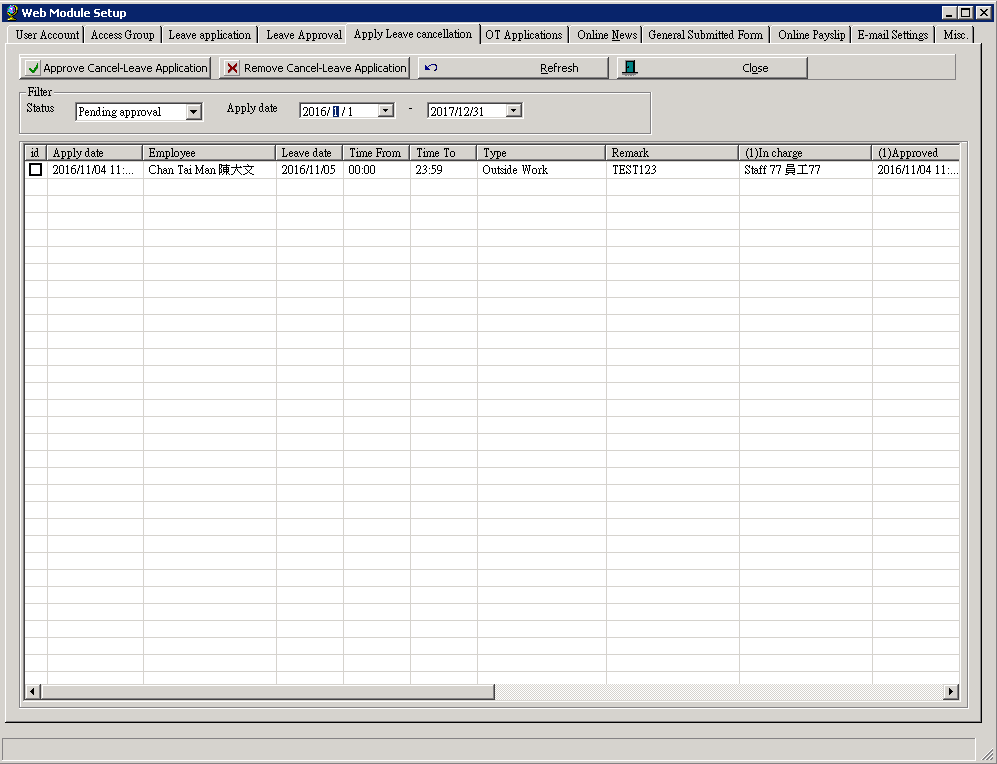 Web Module Setup
User Account Access Group Leave application Leave Approval Apply Leave cancellation OT Applications Online News General Submitted Form Online Payslip E-mail Settings Misc.
Approve Cancel-Leave Application Remove Cancel-Leave Application Refresh Close
Filter
Status Pending approval Apply date 2016/ 1 / 1 - 2017/12/31
id Apply date Employee Leave date Time From Time To Type Remark (1)In charge (1)Approved
2016/11/04 11:... Chan Tai Man 陳大文 2016/11/05 00:00 23:59 Outside Work TEST123 Staff 77 員工77 2016/11/04 11:...